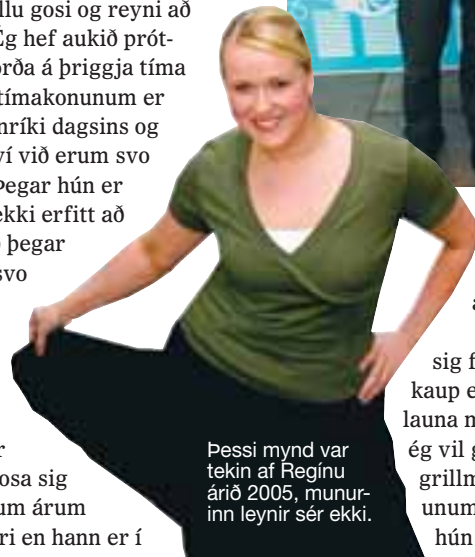 llu gosi og reyni að
Ég hef aukið prót-
orða á þriggja tíma
tímakonunum er
nríki dagsins og
ví við erum svo
Þegar hún er
ekki erfitt að
þegar
svo
r
osa sig
um árum
ri en hann er í
Þessi mynd var
tekin af Regínu
árið 2005, munur-
inn leynir sér ekki.
sig f
kaup e
launa m
ég vil g
grillm
unum
hún